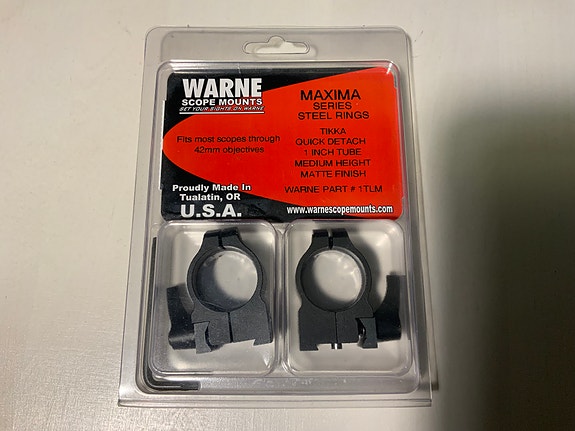 WARNE
SCOPE MOUNTS
SET YOUR SIGHTS ON WARNE
Fits most scopes through
42mm objectives
Proudly Made In
Tualatin, OR
U.S.A.
MAXIMA
SERIES
STEEL RINGS
TIKKA
QUICK DETACH
1 INCH TUBE
MEDIUM HEIGHT
MATTE FINISH
WARNE PART # 1TLM
www.warnescopemounts.com